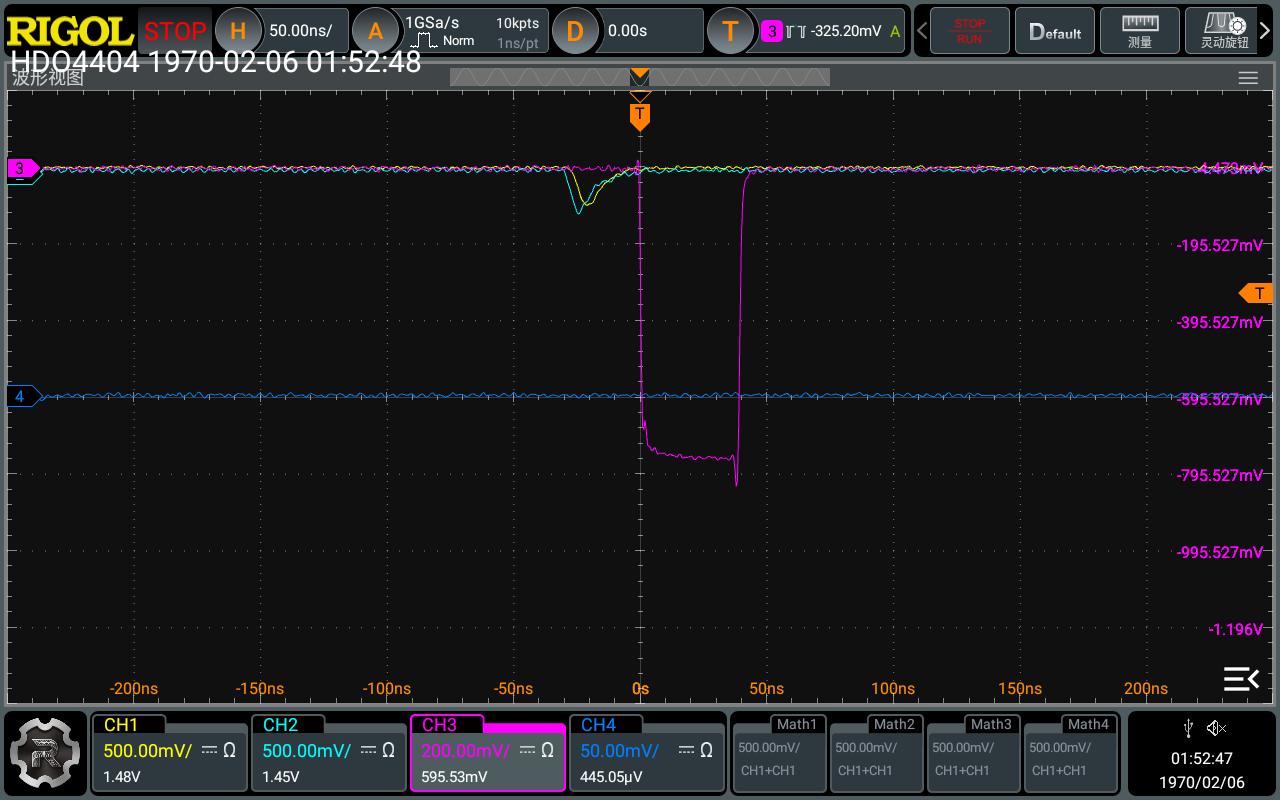 RIGOL STOP H 50.00ns/ A 1GSa/s 10kpts Norm 1ns/pt D 0.00s T 3 -325.20mV A STOP RUN Default 测量 灵动旋钮
HDO4404 1970-02-06 01:52:48
波形视图
T
3
4.473mV
-195.527mV
T
-395.527mV
4
-595.527mV
-795.527mV
-995.527mV
-1.196V
-200ns -150ns -100ns -50ns 0s 50ns 100ns 150ns 200ns
CH1 CH2 CH3 CH4 Math1 Math2 Math3 Math4
500.00mV/ Ω 500.00mV/ Ω 200.00mV/ Ω 50.00mV/ Ω 500.00mV/ 500.00mV/ 500.00mV/ 500.00mV/
1.48V 1.45V 595.53mV 445.05µV CH1+CH1 CH1+CH1 CH1+CH1 CH1+CH1
R
01:52:47
1970/02/06